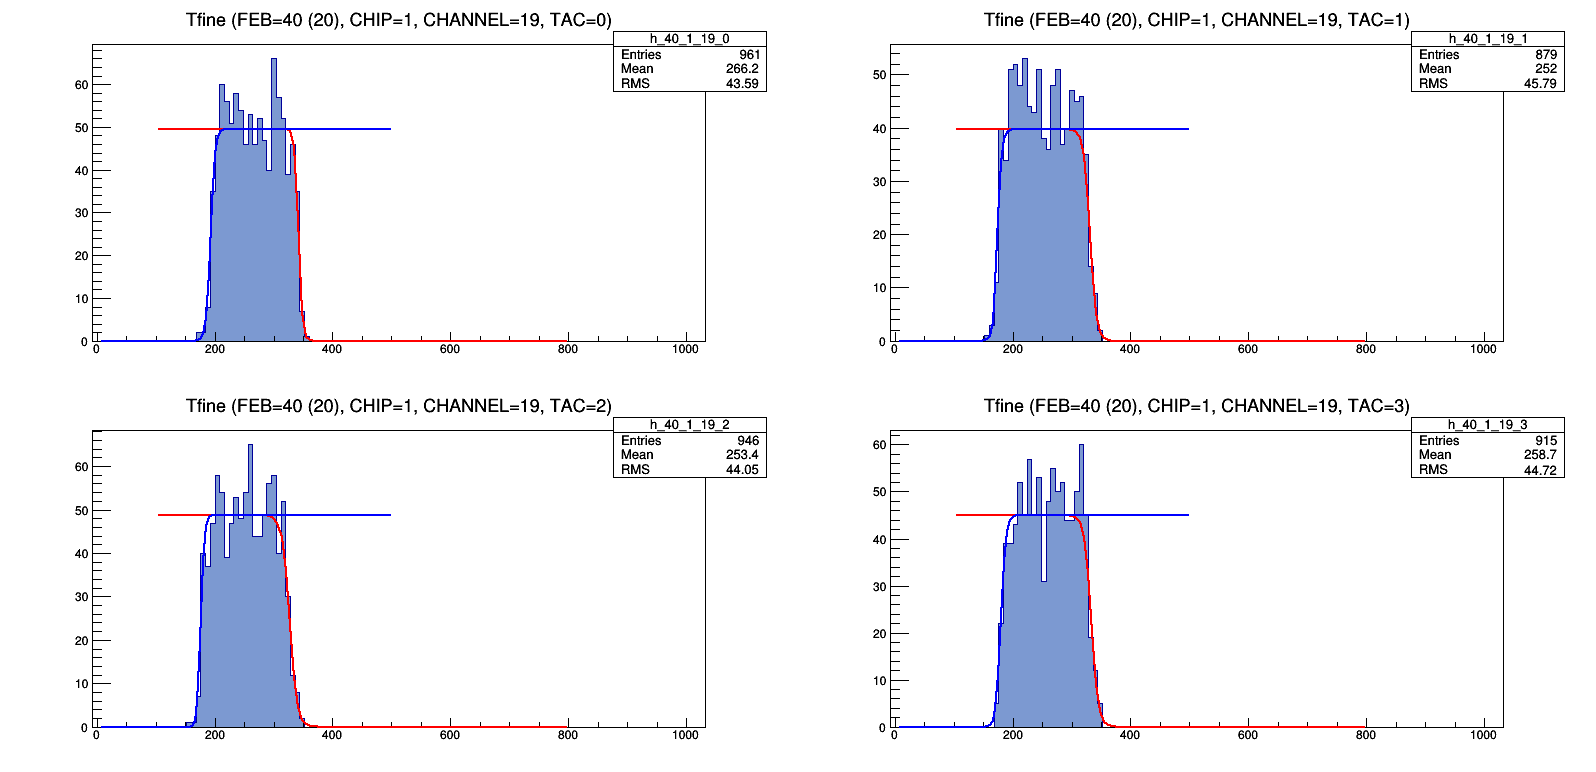 Tfine (FEB=40 (20), CHIP=1, CHANNEL=19, TAC=0)
h_40_1_19_0
Entries 961
Mean 266.2
RMS 43.59
60
50
40
30
20
10
0
0 200 400 600 800 1000
Tfine (FEB=40 (20), CHIP=1, CHANNEL=19, TAC=1)
h_40_1_19_1
Entries 879
Mean 252
RMS 45.79
50
40
30
20
10
0
0 200 400 600 800 1000
Tfine (FEB=40 (20), CHIP=1, CHANNEL=19, TAC=2)
h_40_1_19_2
Entries 946
Mean 253.4
RMS 44.05
60
50
40
30
20
10
0
0 200 400 600 800 1000
Tfine (FEB=40 (20), CHIP=1, CHANNEL=19, TAC=3)
h_40_1_19_3
Entries 915
Mean 258.7
RMS 44.72
60
50
40
30
20
10
0
0 200 400 600 800 1000